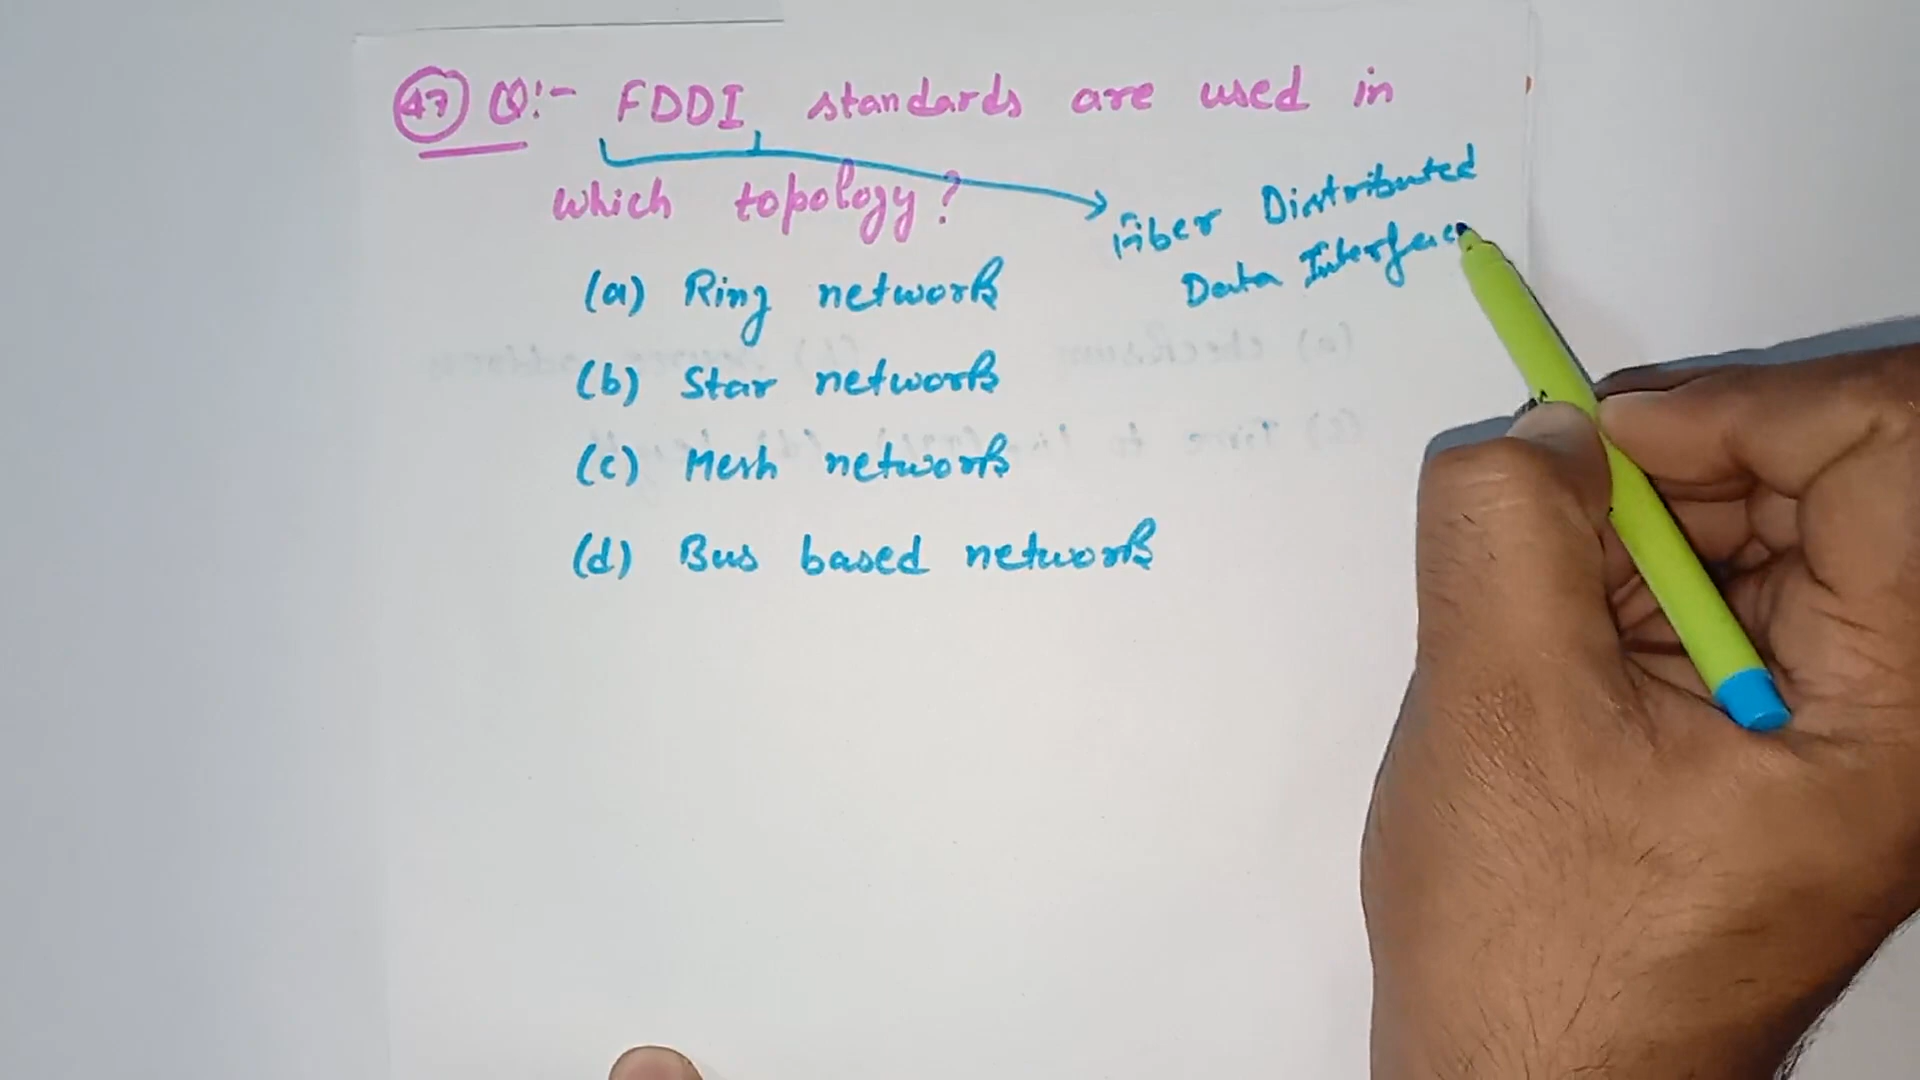 47 Q:- FDDI standards are used in
which topology?
Fiber Distributed
Data Interface
(a) Ring network
(b) Star network
(c) Mesh network
(d) Bus based network